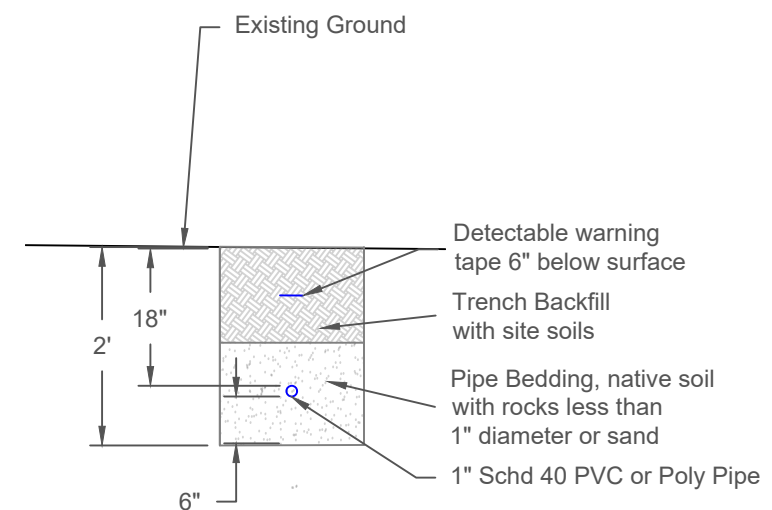 Existing Ground
Detectable warning
tape 6" below surface
Trench Backfill
with site soils
18"
2'
Pipe Bedding, native soil
with rocks less than
1" diameter or sand
1" Schd 40 PVC or Poly Pipe
6"